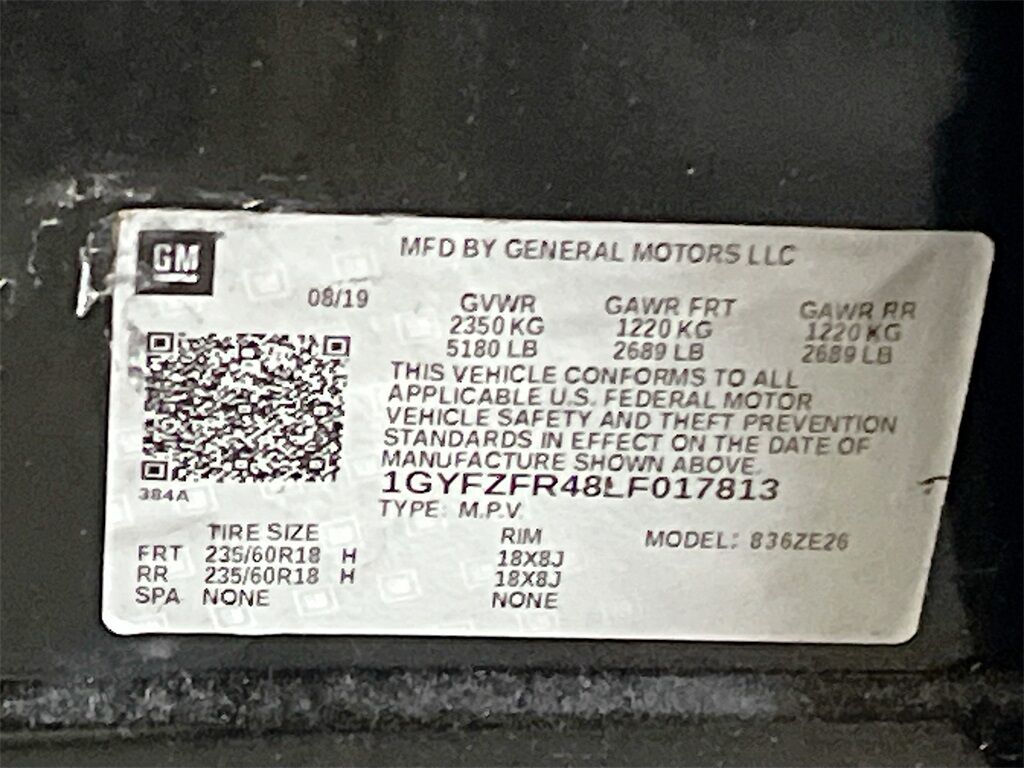 GM
MFD BY GENERAL MOTORS LLC
08/19
GVWR GAWR FRT GAWR RR
2350 KG 1220 KG 1220 KG
5180 LB 2689 LB 2689 LB
THIS VEHICLE CONFORMS TO ALL
APPLICABLE U.S. FEDERAL MOTOR
VEHICLE SAFETY AND THEFT PREVENTION
STANDARDS IN EFFECT ON THE DATE OF
MANUFACTURE SHOWN ABOVE.
384A
1GYFZFR48LF017813
TYPE: M.P.V.
TIRE SIZE RIM MODEL: 836ZE26
FRT 235/60R18 H 18X8J
RR 235/60R18 H 18X8J
SPA NONE NONE